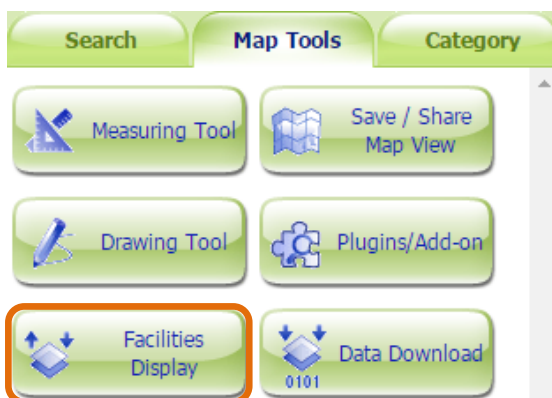 Search Map Tools Category
Measuring Tool
Save / Share
Map View
Drawing Tool
Plugins/Add-on
Facilities
Display
Data Download
0101